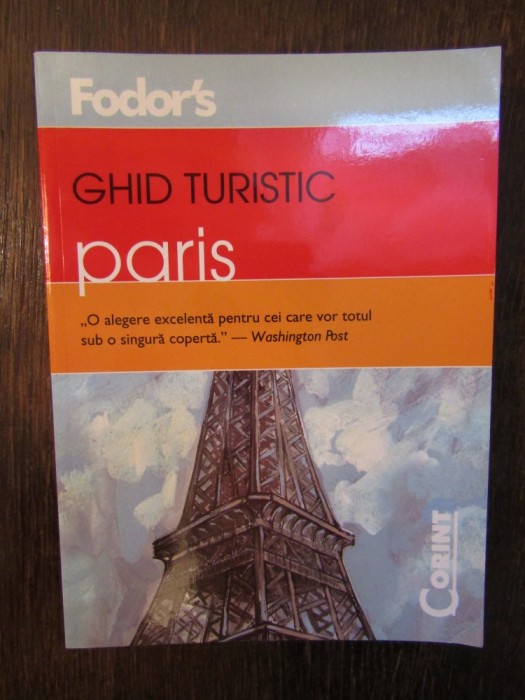 Fodor's
GHID TURISTIC
paris
„O alegere excelentă pentru cei care vor totul
sub o singură copertă.” — Washington Post
CORINT